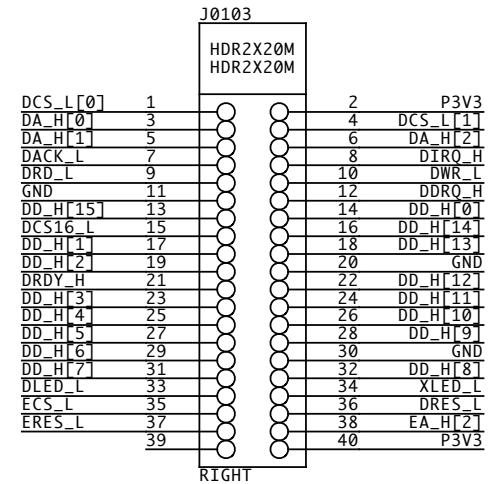 J0103
HDR2X20M
HDR2X20M
DCS_L[0] 1 2 P3V3
DA_H[0] 3 4 DCS_L[1]
DA_H[1] 5 6 DA_H[2]
DACK_L 7 8 DIRQ_H
DRD_L 9 10 DWR_L
GND 11 12 DDRQ_H
DD_H[15] 13 14 DD_H[0]
DCS16_L 15 16 DD_H[14]
DD_H[1] 17 18 DD_H[13]
DD_H[2] 19 20 GND
DRDY_H 21 22 DD_H[12]
DD_H[3] 23 24 DD_H[11]
DD_H[4] 25 26 DD_H[10]
DD_H[5] 27 28 DD_H[9]
DD_H[6] 29 30 GND
DD_H[7] 31 32 DD_H[8]
DLED_L 33 34 XLED_L
ECS_L 35 36 DRES_L
ERES_L 37 38 EA_H[2]
39 40 P3V3
RIGHT